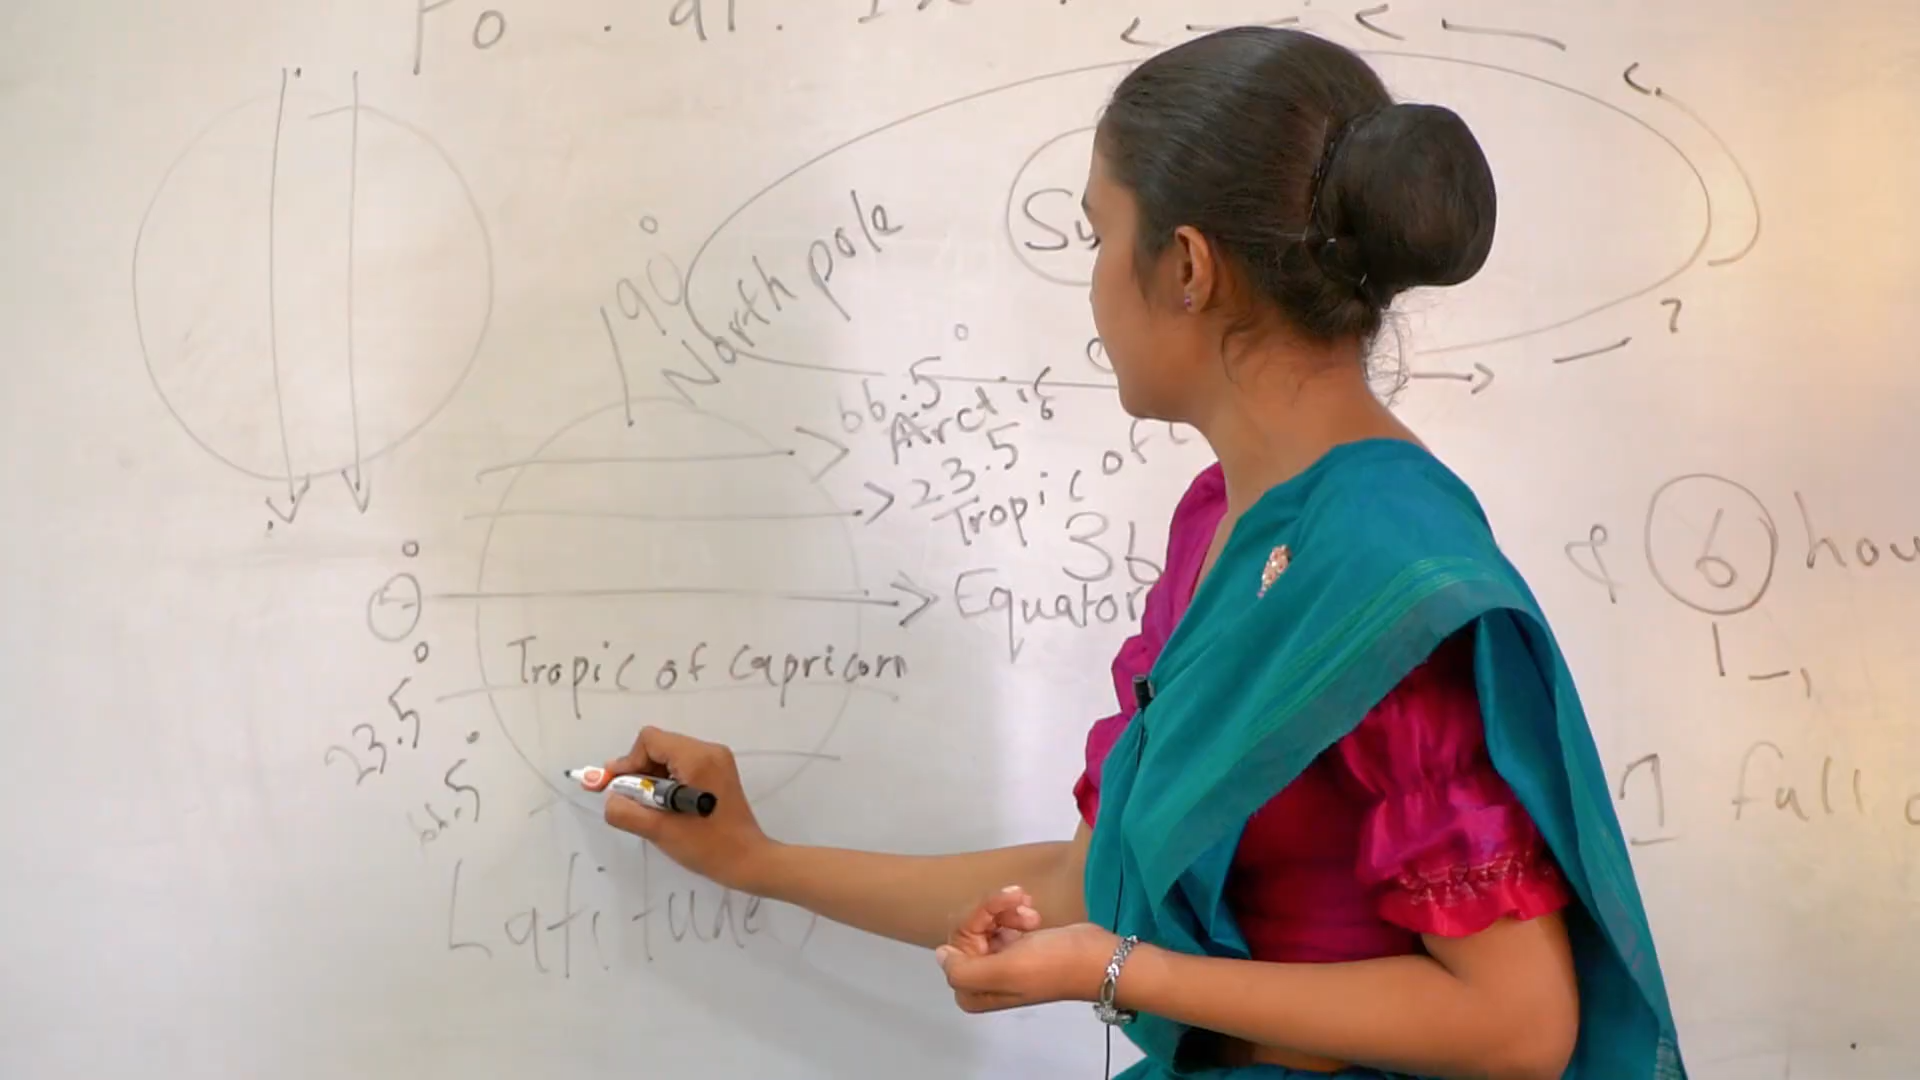 90°
North pole
Su
66.5°
Arctic
23.5°
Tropic of
36
Equator
& 6 hou
Tropic of Capricorn
23.5°
66.5°
1 full
Latitude